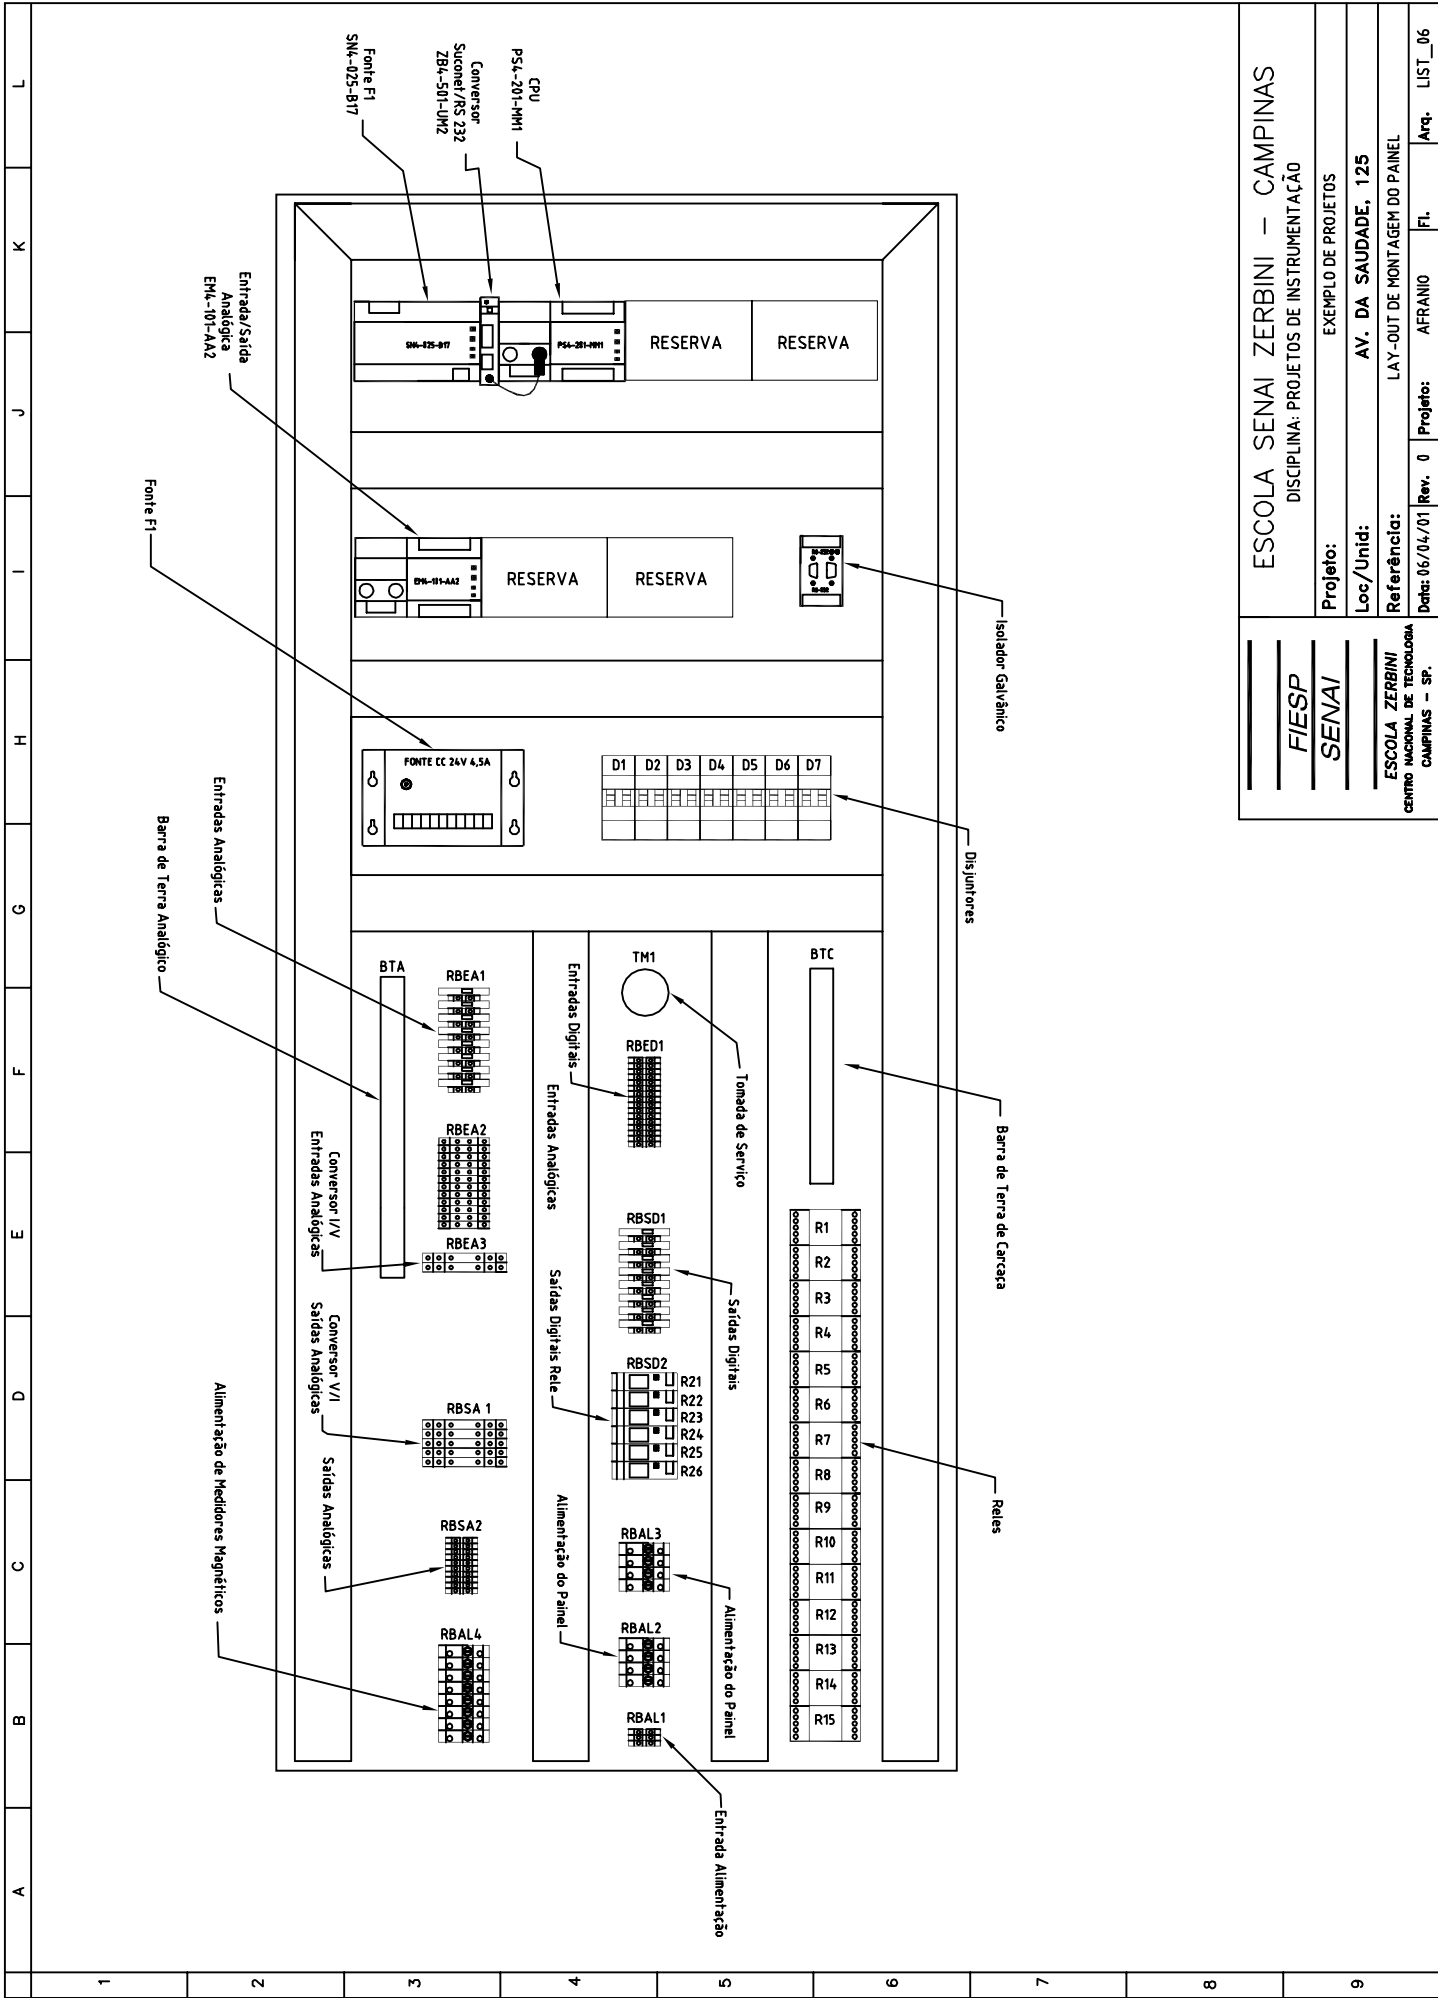 ESCOLA SENAI ZERBINI – CAMPINAS
DISCIPLINA: PROJETOS DE INSTRUMENTAÇÃO
Projeto: EXEMPLO DE PROJETOS
Loc/Unid: AV. DA SAUDADE, 125
Referência: LAY-OUT DE MONTAGEM DO PAINEL
Data: 06/04/01 Rev. 0 Projeto: AFRANIO Fl. Arq. LIST_06
FIESP
SENAI
ESCOLA ZERBINI
CENTRO NACIONAL DE TECNOLOGIA
CAMPINAS – SP.
L
K
J
I
H
G
F
E
D
C
B
A
1
2
3
4
5
6
7
8
9
CPU
PS4-201-MM1
Conversor
Suconet/RS 232
ZB4-501-UM2
Fonte F1
SN4-025-B17
Entrada/Saída
Analógica
EM4-101-AA2
Fonte F1
Entradas Analógicas
Barra de Terra Analógico
SN4-025-B17
PS4-201-MM1
RESERVA
RESERVA
EM4-101-AA2
RESERVA
RESERVA
Isolador Galvânico
FONTE CC 24V 4,5A
D1
D2
D3
D4
D5
D6
D7
Disjuntores
BTA
RBEA1
TM1
BTC
Entradas Digitais
Tomada de Serviço
Barra de Terra de Carcaça
RBED1
Entradas Analógicas
RBEA2
Conversor I/V
Entradas Analógicas
RBEA3
RBSD1
Saídas Digitais
Saídas Digitais Rele
RBSD2
R21
R22
R23
R24
R25
R26
Conversor V/I
Saídas Analógicas
RBSA 1
Saídas Analógicas
RBSA2
Alimentação de Medidores Magnéticos
RBAL4
Alimentação do Painel
RBAL3
RBAL2
Alimentação do Painel
RBAL1
Entrada Alimentação
R1
R2
R3
R4
R5
R6
R7
R8
R9
R10
R11
R12
R13
R14
R15
Reles